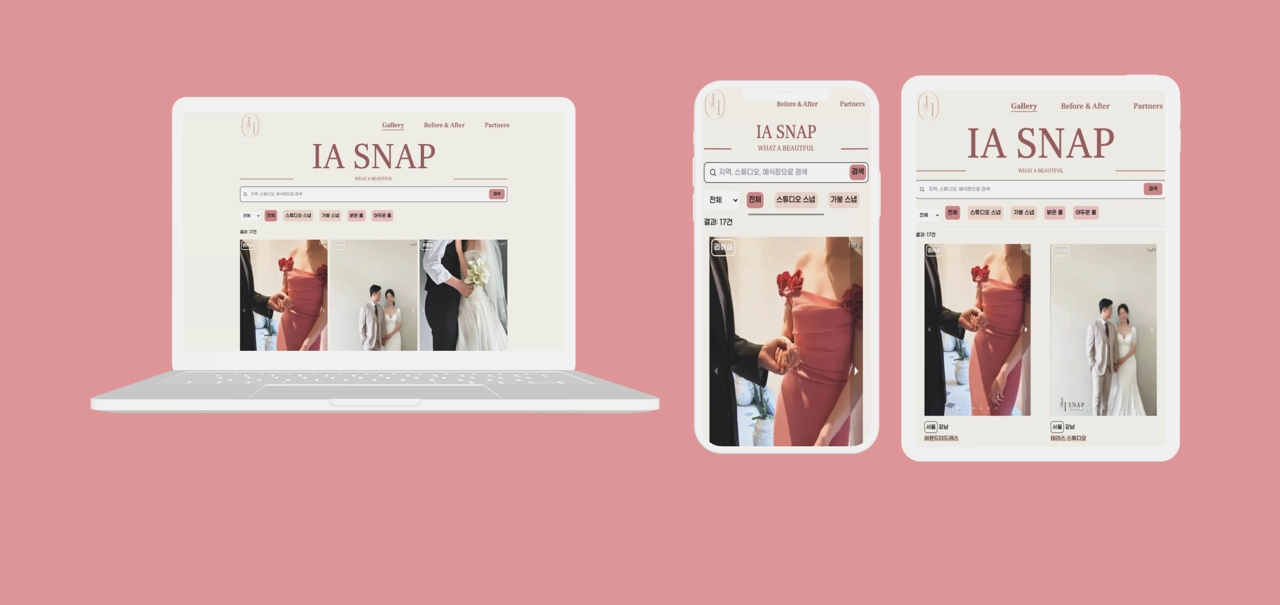 Gallery Before & After Partners
IA SNAP
WHAT A BEAUTFUL
지역, 스튜디오, 예식장으로 검색 검색
전체 전체 스튜디오 스냅 가봉 스냅 밝은 홀 어두운 홀
결과: 17건
Before & After Partners
IA SNAP
WHAT A BEAUTFUL
지역, 스튜디오, 예식장으로 검색 검색
전체 전체 스튜디오 스냅 가봉 스냅
결과: 17건
리허설
Gallery Before & After Partners
IA SNAP
WHAT A BEAUTFUL
지역, 스튜디오, 예식장으로 검색 검색
전체 전체 스튜디오 스냅 가봉 스냅 밝은 홀 어두운 홀
결과: 17건
SNAP
서울 강남
비욘드더드레스
서울 강남
테라스 스튜디오